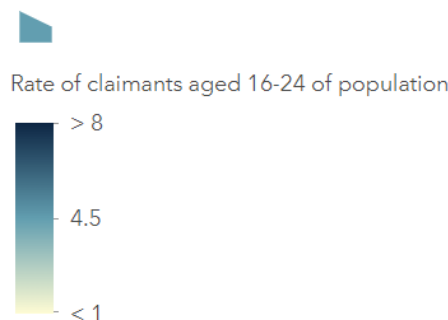 Rate of claimants aged 16-24 of population
> 8
4.5
< 1